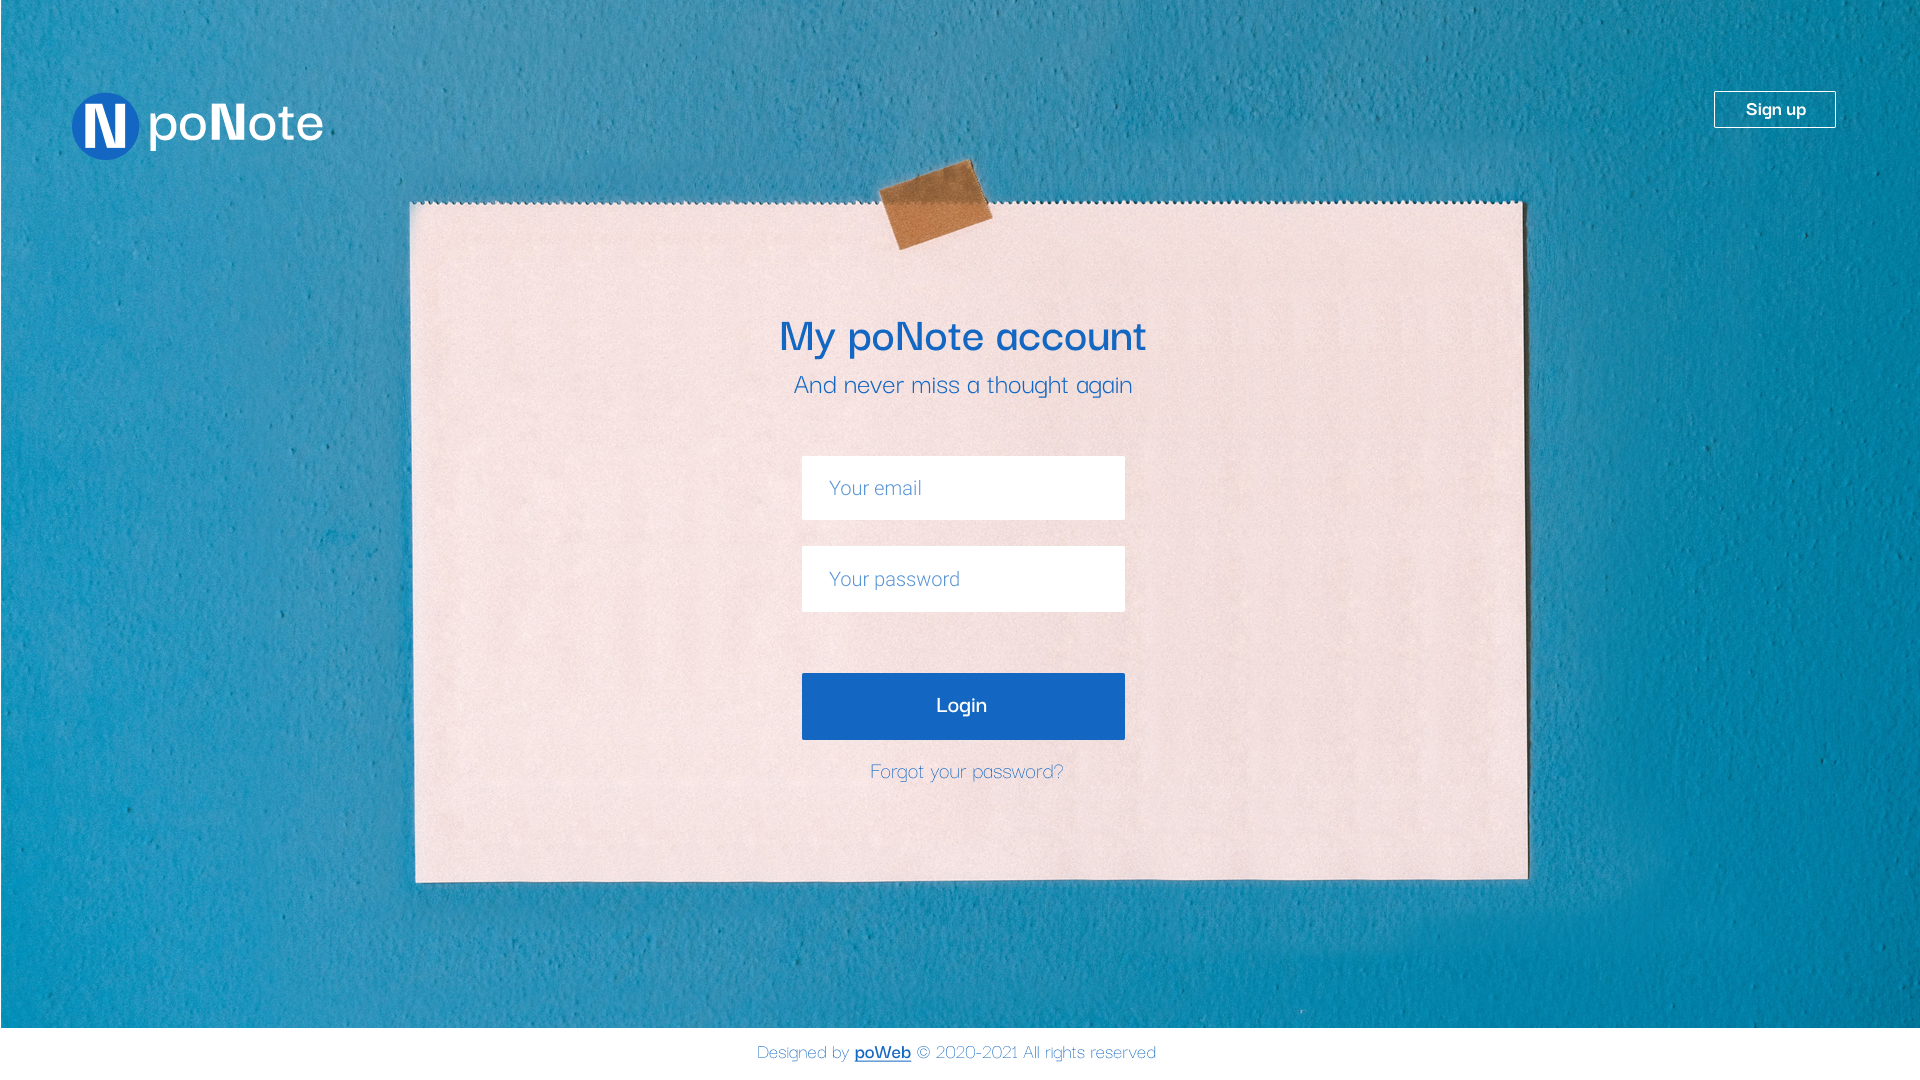 N poNote
Sign up
My poNote account
And never miss a thought again
Your email
Your password
Login
Forgot your password?
Designed by poWeb © 2020-2021 All rights reserved